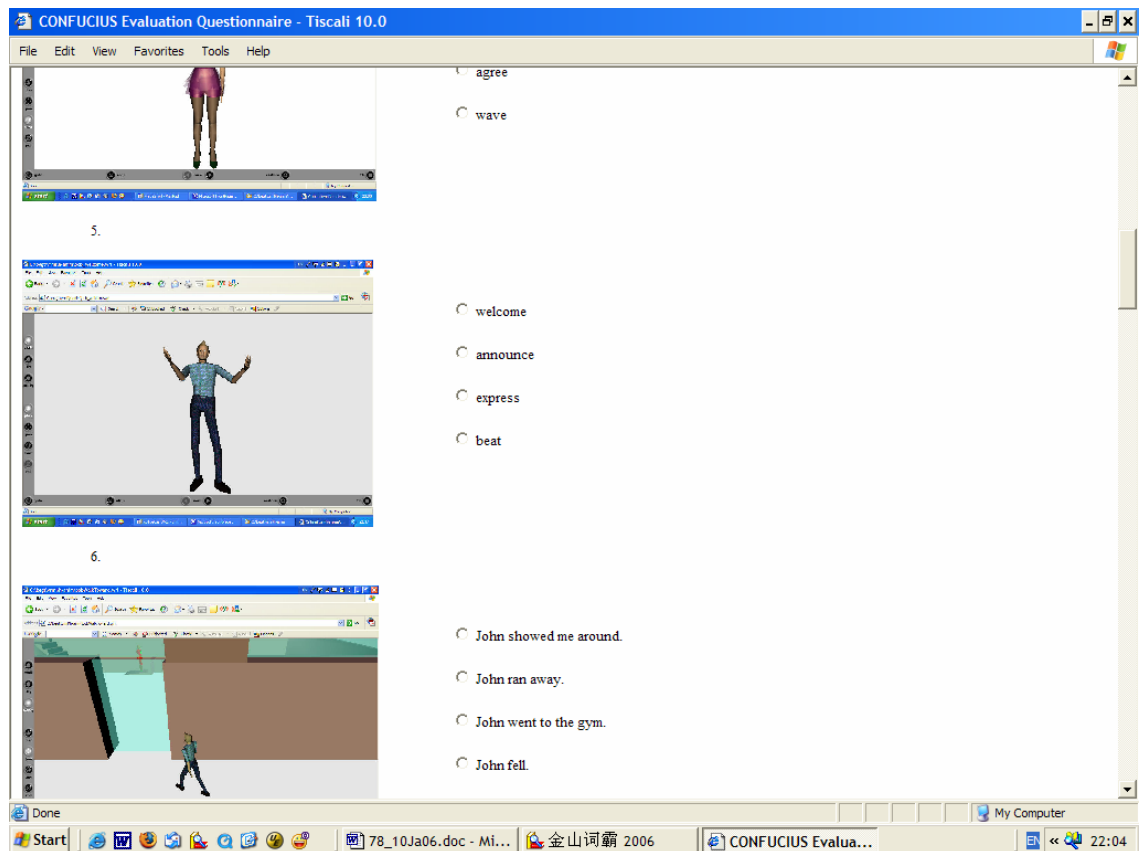 CONFUCIUS Evaluation Questionnaire - Tiscali 10.0
File Edit View Favorites Tools Help
agree
wave
5.
welcome
announce
express
beat
6.
John showed me around.
John ran away.
John went to the gym.
John fell.
Done
My Computer
Start 78_10Ja06.doc - Mi... 金山词霸 2006 CONFUCIUS Evalua... EN « 22:04